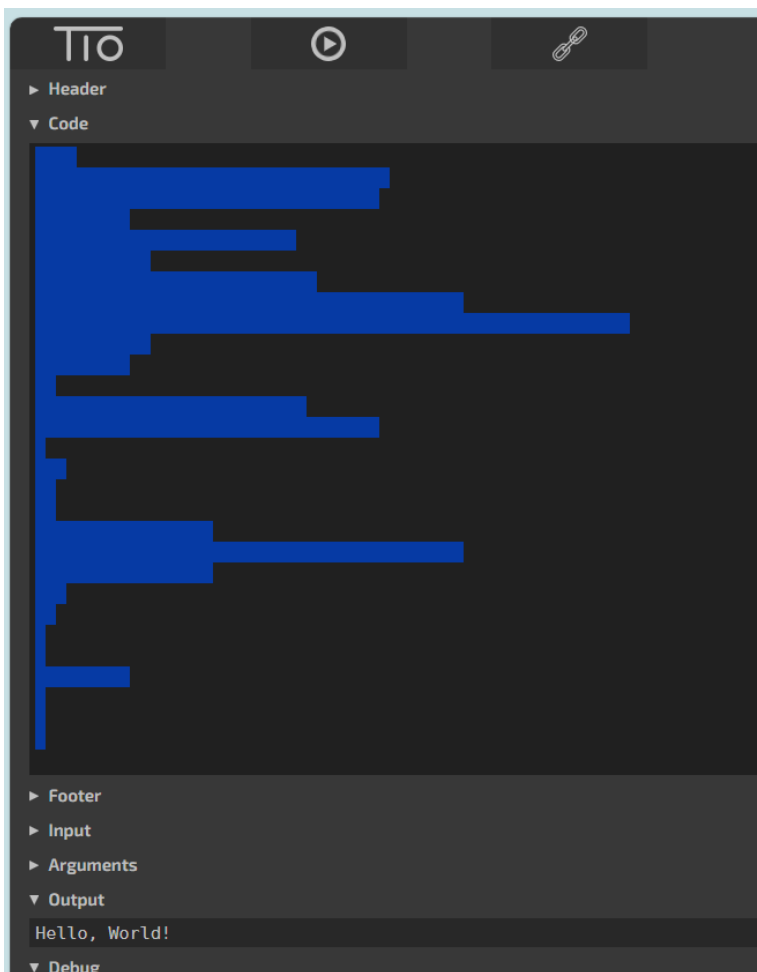 TIO
► Header
▼ Code
► Footer
► Input
► Arguments
▼ Output
Hello, World!
▼ Debug